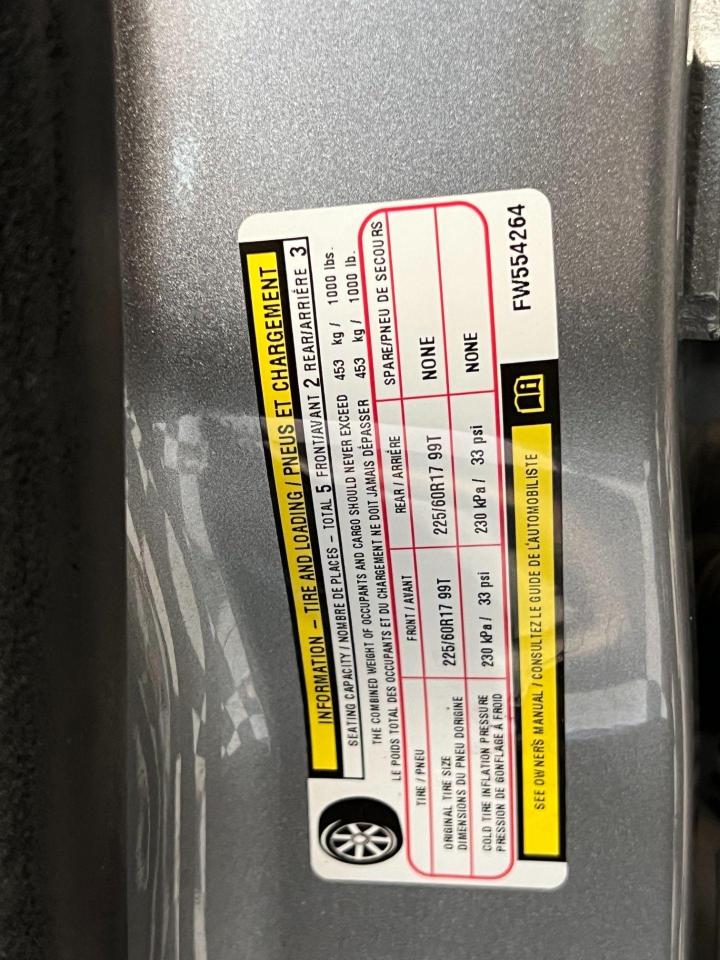 INFORMATION – TIRE AND LOADING / PNEUS ET CHARGEMENT
SEATING CAPACITY / NOMBRE DE PLACES – TOTAL 5 FRONT/AVANT 2 REAR/ARRIÉRE 3
THE COMBINED WEIGHT OF OCCUPANTS AND CARGO SHOULD NEVER EXCEED 453 kg / 1000 lbs.
LE POIDS TOTAL DES OCCUPANTS ET DU CHARGEMENT NE DOIT JAMAIS DÉPASSER 453 kg / 1000 lb.
TIRE / PNEU FRONT / AVANT REAR / ARRIÉRE SPARE/PNEU DE SECOURS
ORIGINAL TIRE SIZE
DIMENSIONS DU PNEU DORIGINE 225/60R17 99T 225/60R17 99T NONE
COLD TIRE INFLATION PRESSURE
PRESSION DE GONFLAGE À FROID 230 kPa / 33 psi 230 kPa / 33 psi NONE
SEE OWNER'S MANUAL / CONSULTEZ LE GUIDE DE L'AUTOMOBILISTE
FW554264